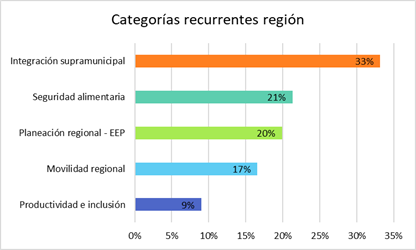 Categorías recurrentes región
Integración supramunicipal 33%
Seguridad alimentaria 21%
Planeación regional - EEP 20%
Movilidad regional 17%
Productividad e inclusión 9%
0% 5% 10% 15% 20% 25% 30% 35%